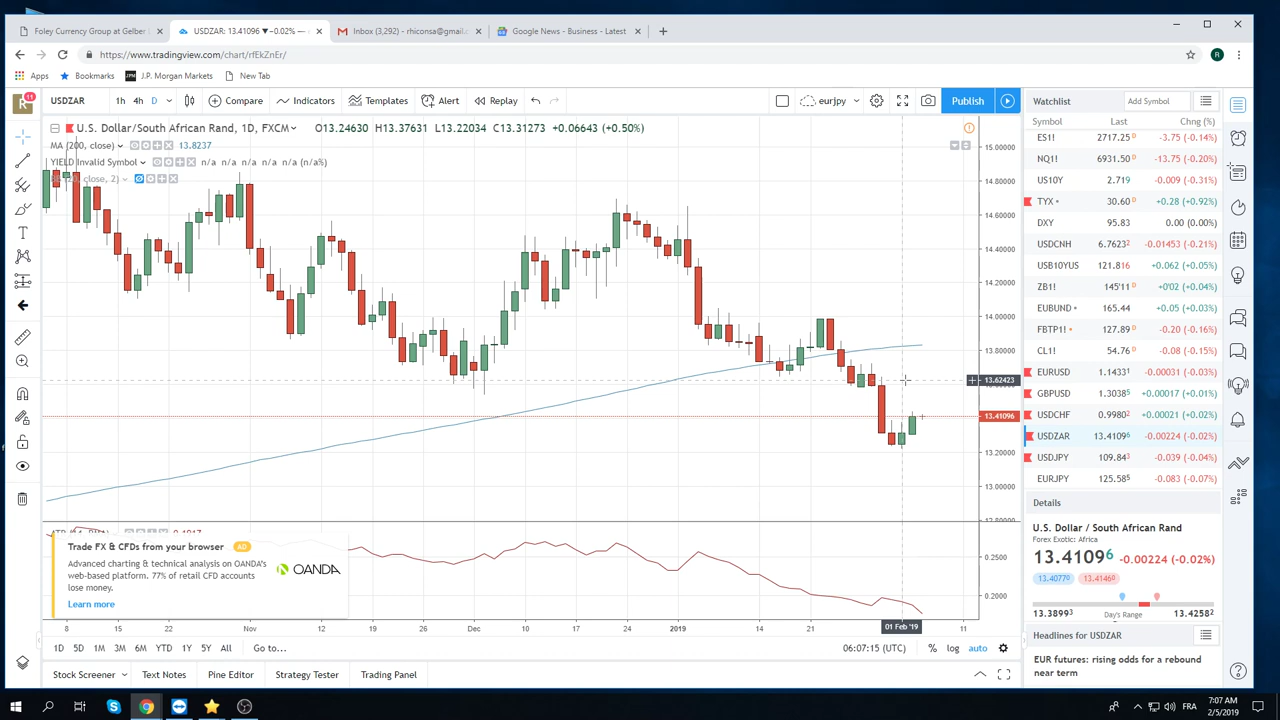 Foley Currency Group at Gelber
USDZAR: 13.41096 ▼−0.02% —
Inbox (3,292) - rhiconsa@gmail.
Google News - Business - Latest
https://www.tradingview.com/chart/rfEkZnEr/
R
Apps
Bookmarks
J.P. Morgan Markets
New Tab
R
11
USDZAR
1h 4h D
Compare
Indicators
Templates
Alert
Replay
eurjpy
Publish
U.S. Dollar/South African Rand, 1D, FXCM
O13.24630 H13.37631 L13.22034 C13.31273 +0.06643 (+0.50%)
MA (200, close) 13.8237
YIELD Invalid Symbol n/a n/a n/a n/a (n/a%)
15.00000
14.80000
14.60000
14.40000
14.20000
14.00000
13.80000
13.62423
13.41096
13.20000
13.00000
0.2500
0.2000
Trade FX & CFDs from your browser AD
Advanced charting & technical analysis on OANDA's
web-based platform. 77% of retail CFD accounts
lose money.
Learn more
OANDA
8 15 22 Nov 12 19 26 Dec 10 17 24 2019 14 21 01 Feb '19 11
1D 5D 1M 3M 6M YTD 1Y 5Y All Go to...
06:07:15 (UTC) % log auto
Stock Screener
Text Notes
Pine Editor
Strategy Tester
Trading Panel
Watchlist
Add Symbol
Symbol Last Chng (%)
ES1! 2717.25 D -3.75 (-0.14%)
NQ1! 6931.50 D -13.75 (-0.20%)
US10Y 2.719 -0.009 (-0.31%)
TYX 30.60 D +0.28 (+0.92%)
DXY 95.83 0.00 (0.00%)
USDCNH 6.7623² -0.01453 (-0.21%)
USB10YUS 121.816 +0.062 (+0.05%)
ZB1! 145'11 D +0'02 (+0.04%)
EURBUND 165.44 +0.05 (+0.03%)
FBTP1! 127.89 D -0.20 (-0.16%)
CL1! 54.76 D -0.08 (-0.15%)
EURUSD 1.1433¹ -0.00031 (-0.03%)
GBPUSD 1.3038⁵ +0.00017 (+0.01%)
USDCHF 0.9980² +0.00021 (+0.02%)
USDZAR 13.4109⁶ -0.00224 (-0.02%)
USDJPY 109.84³ -0.039 (-0.04%)
EURJPY 125.58⁵ -0.083 (-0.07%)
Details
U.S. Dollar / South African Rand
Forex Exotic: Africa
13.4109⁶ -0.00224 (-0.02%)
13.4077⁰ 13.4146⁰
13.3899³ Day's Range 13.4258²
Headlines for USDZAR
EUR futures: rising odds for a rebound
near term
FRA
7:07 AM
2/5/2019